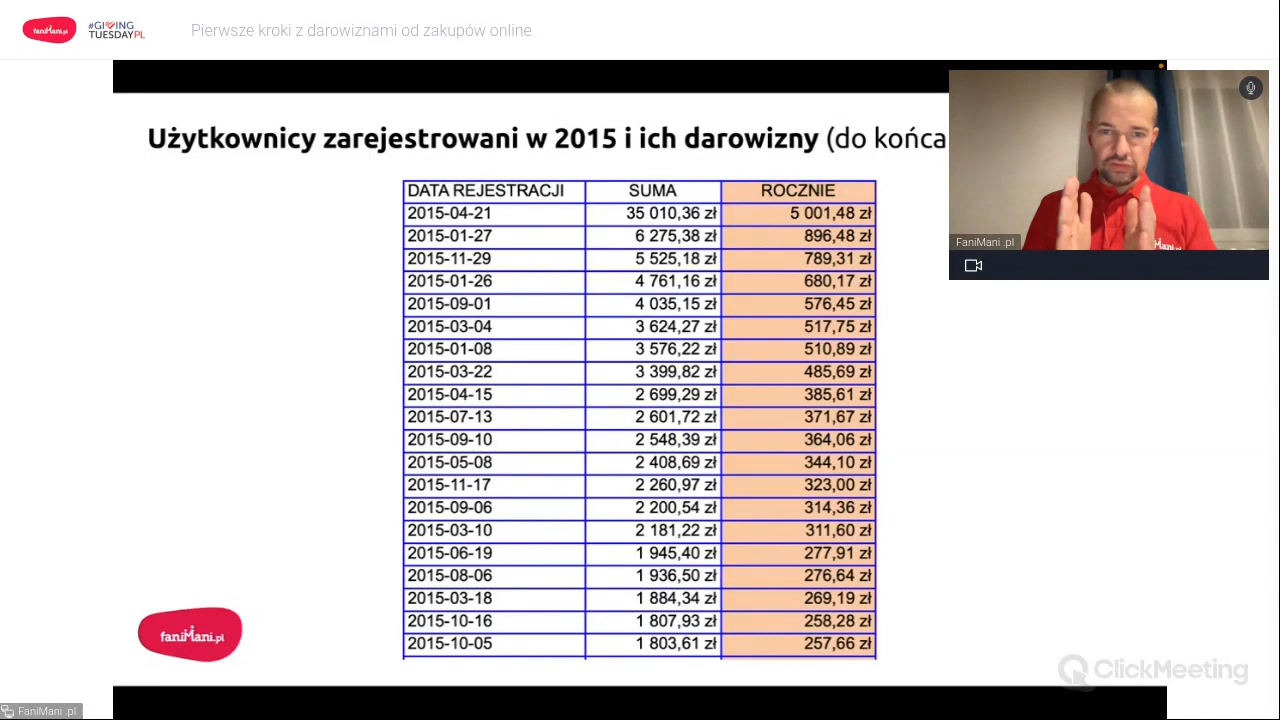 faniMani.pl
#GIVING
TUESDAYPL
Pierwsze kroki z darowiznami od zakupów online
Użytkownicy zarejestrowani w 2015 i ich darowizny (do końca
DATA REJESTRACJI SUMA ROCZNIE
2015-04-21 35 010,36 zł 5 001,48 zł
2015-01-27 6 275,38 zł 896,48 zł
2015-11-29 5 525,18 zł 789,31 zł
2015-01-26 4 761,16 zł 680,17 zł
2015-09-01 4 035,15 zł 576,45 zł
2015-03-04 3 624,27 zł 517,75 zł
2015-01-08 3 576,22 zł 510,89 zł
2015-03-22 3 399,82 zł 485,69 zł
2015-04-15 2 699,29 zł 385,61 zł
2015-07-13 2 601,72 zł 371,67 zł
2015-09-10 2 548,39 zł 364,06 zł
2015-05-08 2 408,69 zł 344,10 zł
2015-11-17 2 260,97 zł 323,00 zł
2015-09-06 2 200,54 zł 314,36 zł
2015-03-10 2 181,22 zł 311,60 zł
2015-06-19 1 945,40 zł 277,91 zł
2015-08-06 1 936,50 zł 276,64 zł
2015-03-18 1 884,34 zł 269,19 zł
2015-10-16 1 807,93 zł 258,28 zł
2015-10-05 1 803,61 zł 257,66 zł
FaniMani .pl
faniMani.pl
ClickMeeting
FaniMani .pl